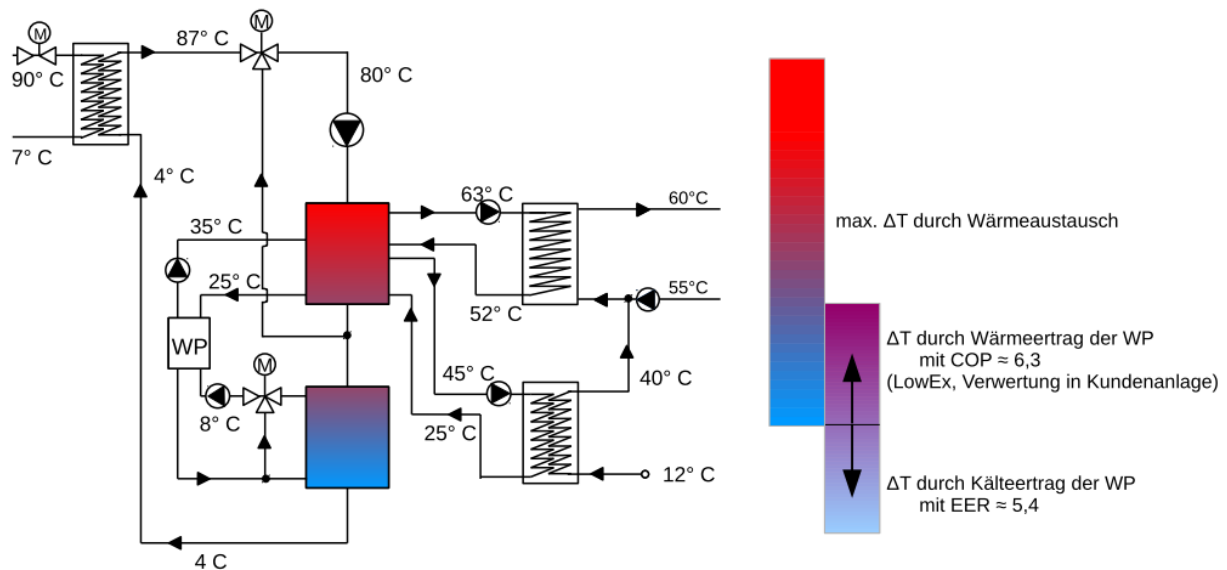 M
M
87° C
90° C
80° C
7° C
4° C
63° C
60°C
35° C
25° C
52° C
55°C
WP
M
45° C
40° C
8° C
25° C
12° C
4 C
max. ΔT durch Wärmeaustausch
ΔT durch Wärmeertrag der WP
mit COP ≈ 6,3
(LowEx, Verwertung in Kundenanlage)
ΔT durch Kälteertrag der WP
mit EER ≈ 5,4